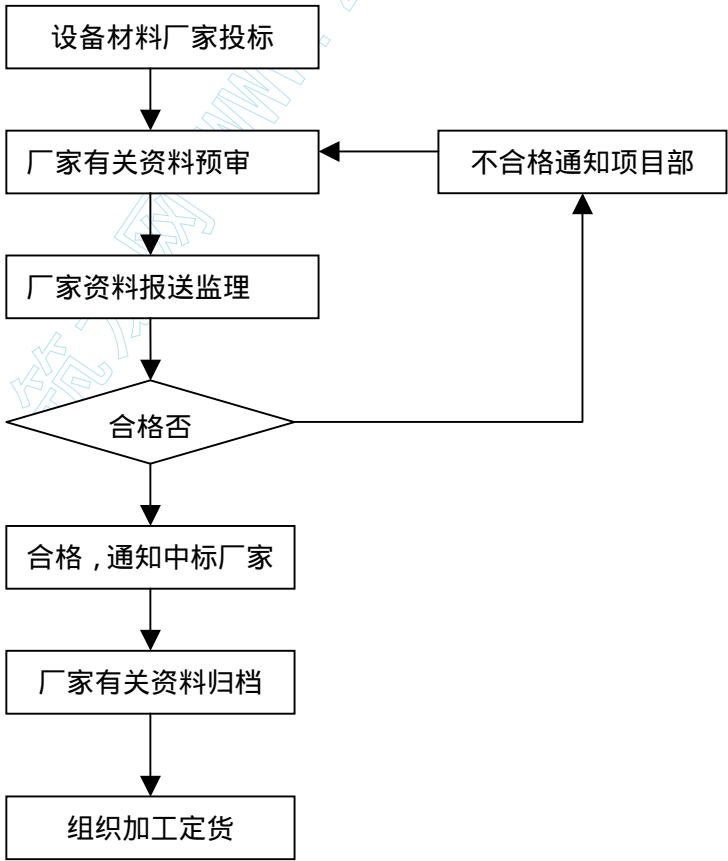 设备材料厂家投标
厂家有关资料预审
不合格通知项目部
厂家资料报送监理
合格否
合格,通知中标厂家
厂家有关资料归档
组织加工定货